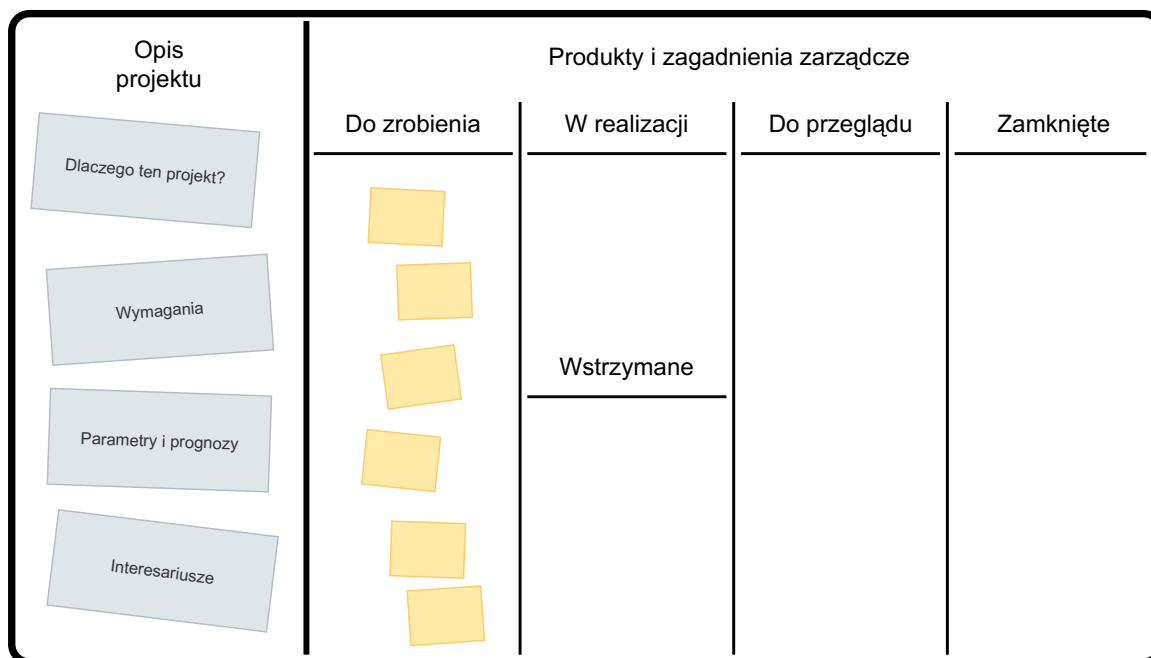 Opis
projektu
Dlaczego ten projekt?
Wymagania
Parametry i prognozy
Interesariusze
Produkty i zagadnienia zarządcze
Do zrobienia
W realizacji
Do przeglądu
Zamknięte
Wstrzymane